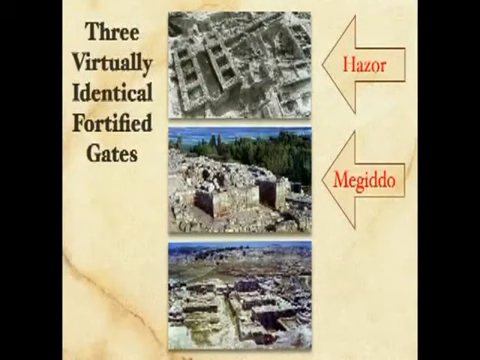 Three
Virtually
Identical
Fortified
Gates
Hazor
Megiddo